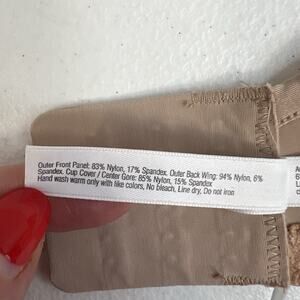 Outer Front Panel: 83% Nylon, 17% Spandex. Outer Back Wing: 94% Nylon, 6%
Spandex. Cup Cover / Center Gore: 85% Nylon, 15% Spandex
Hand wash warm only with like colors, No bleach, Line dry, Do not iron